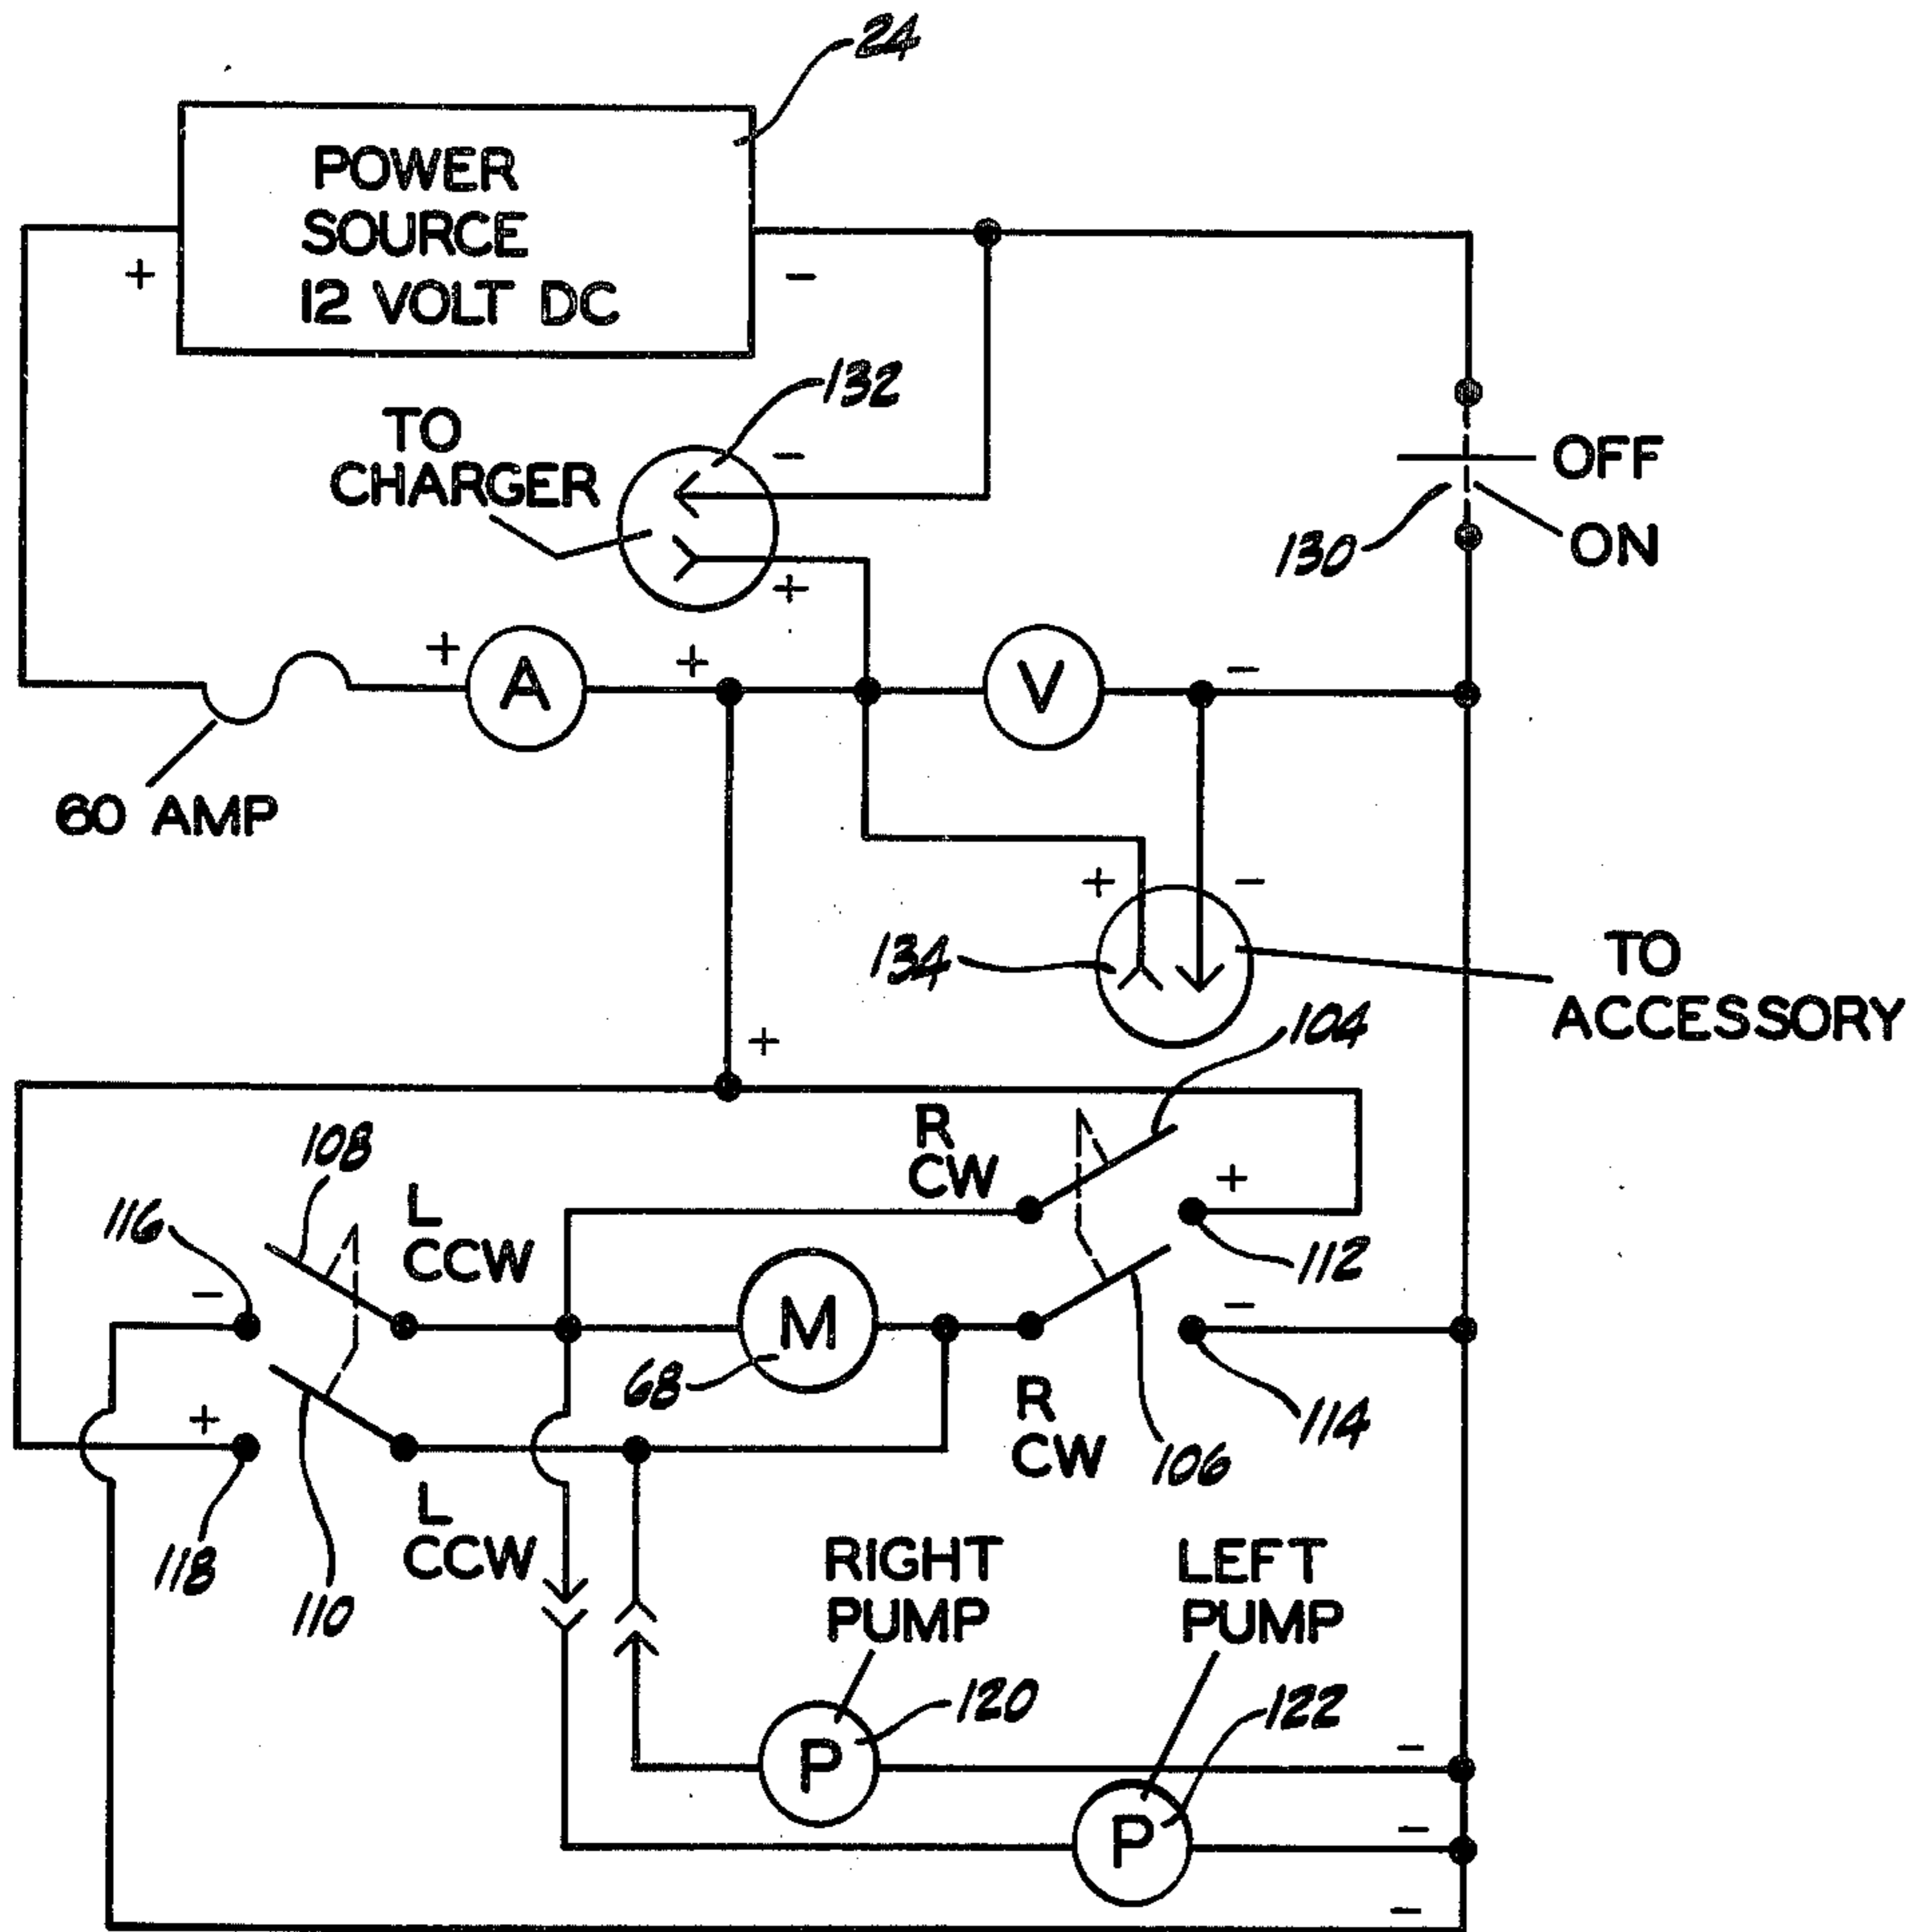 24
POWER
SOURCE
12 VOLT DC
+
−
132
TO
CHARGER
−
OFF
ON
130
+
+
A
+
V
−
60 AMP
+
−
134
TO
ACCESSORY
104
+
R
CW
108
L
CCW
116
−
+
112
M
−
68
R
CW
106
114
+
118
L
CCW
110
RIGHT
PUMP
LEFT
PUMP
120
122
P
−
P
−
−